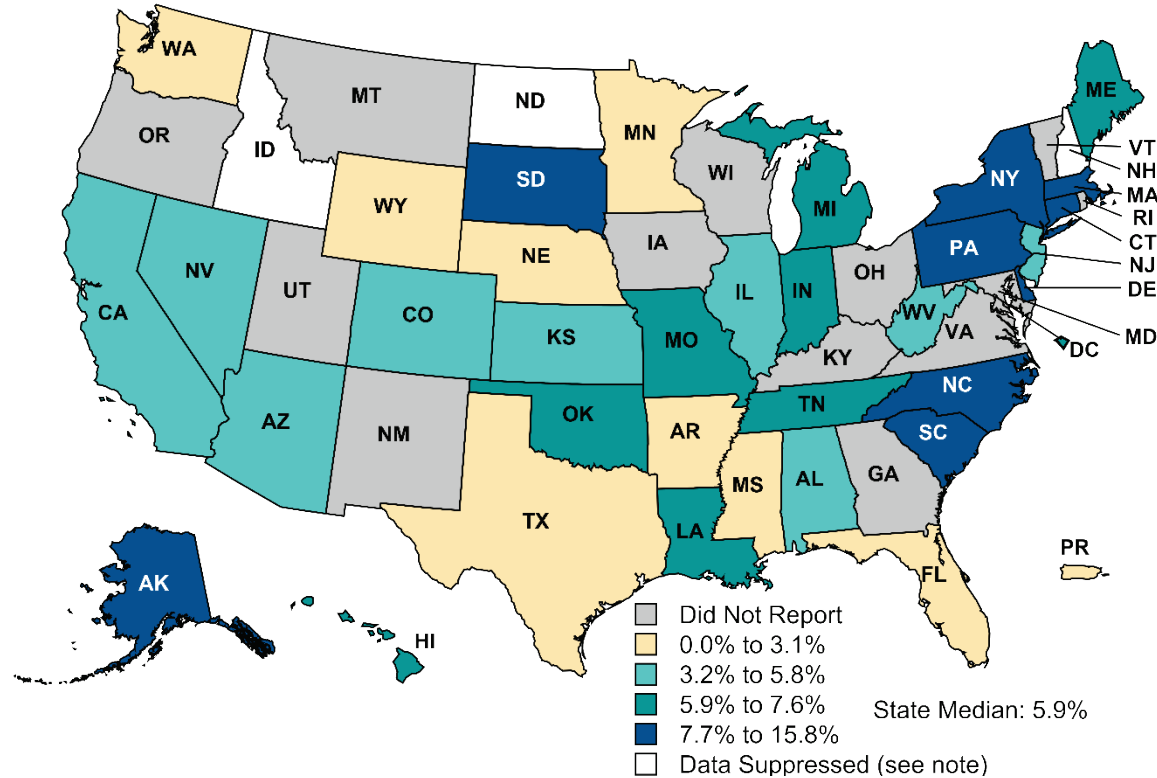 WA
MT
ND
MN
ME
OR
ID
SD
WI
NY
VT
NH
MA
RI
CT
NJ
DE
MD
DC
WY
MI
IA
NE
PA
NV
UT
CO
IL
IN
OH
CA
KS
MO
WV
VA
KY
NC
AZ
NM
OK
AR
TN
SC
MS
AL
GA
TX
LA
FL
PR
AK
HI
Did Not Report
0.0% to 3.1%
3.2% to 5.8%
5.9% to 7.6%
State Median: 5.9%
7.7% to 15.8%
Data Suppressed (see note)